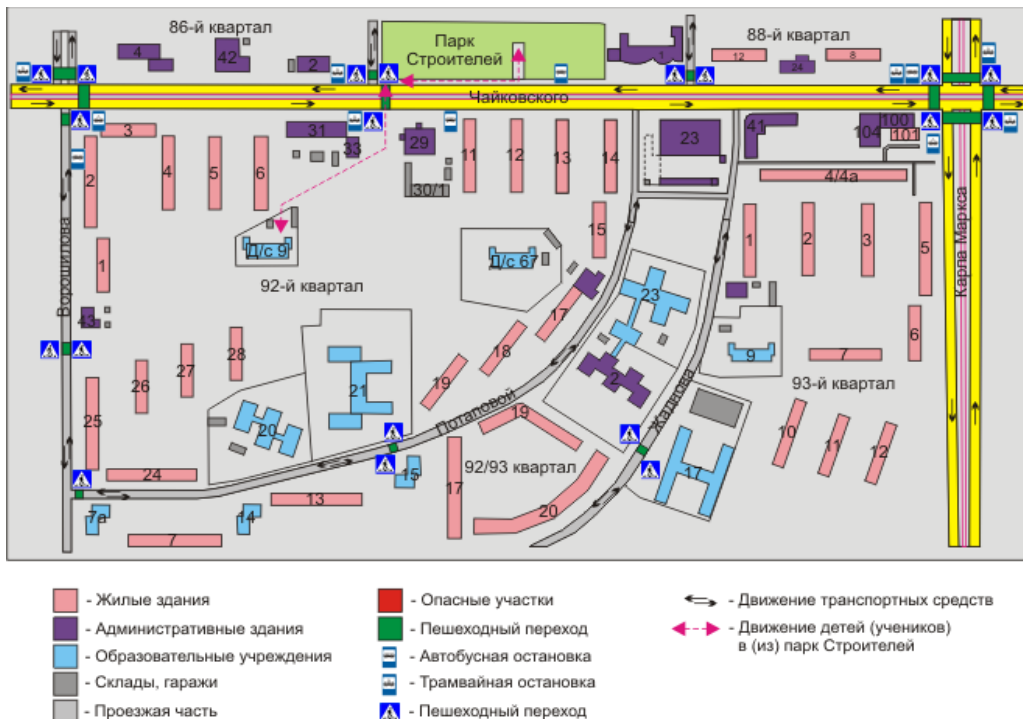 86-й квартал
Парк
Строителей
88-й квартал
4
42
2
1
12
24
8
Чайковского
3
31
33
29
23
41
104
100
101
2
4
5
6
30/1
11
12
13
14
4/4а
Ворошилова
1
Д/с 9
Д/с 67
15
1
2
3
5
Карла Маркса
92-й квартал
23
43
17
6
28
18
9
7
26
27
21
19
2
93-й квартал
25
20
Потаповой
19
Жаднова
10
11
12
24
15
92/93 квартал
17
7а
14
13
17
20
7
- Жилые здания
- Административные здания
- Образовательные учреждения
- Склады, гаражи
- Проезжая часть
- Опасные участки
- Пешеходный переход
- Автобусная остановка
- Трамвайная остановка
- Пешеходный переход
- Движение транспортных средств
- Движение детей (учеников)
в (из) парк Строителей